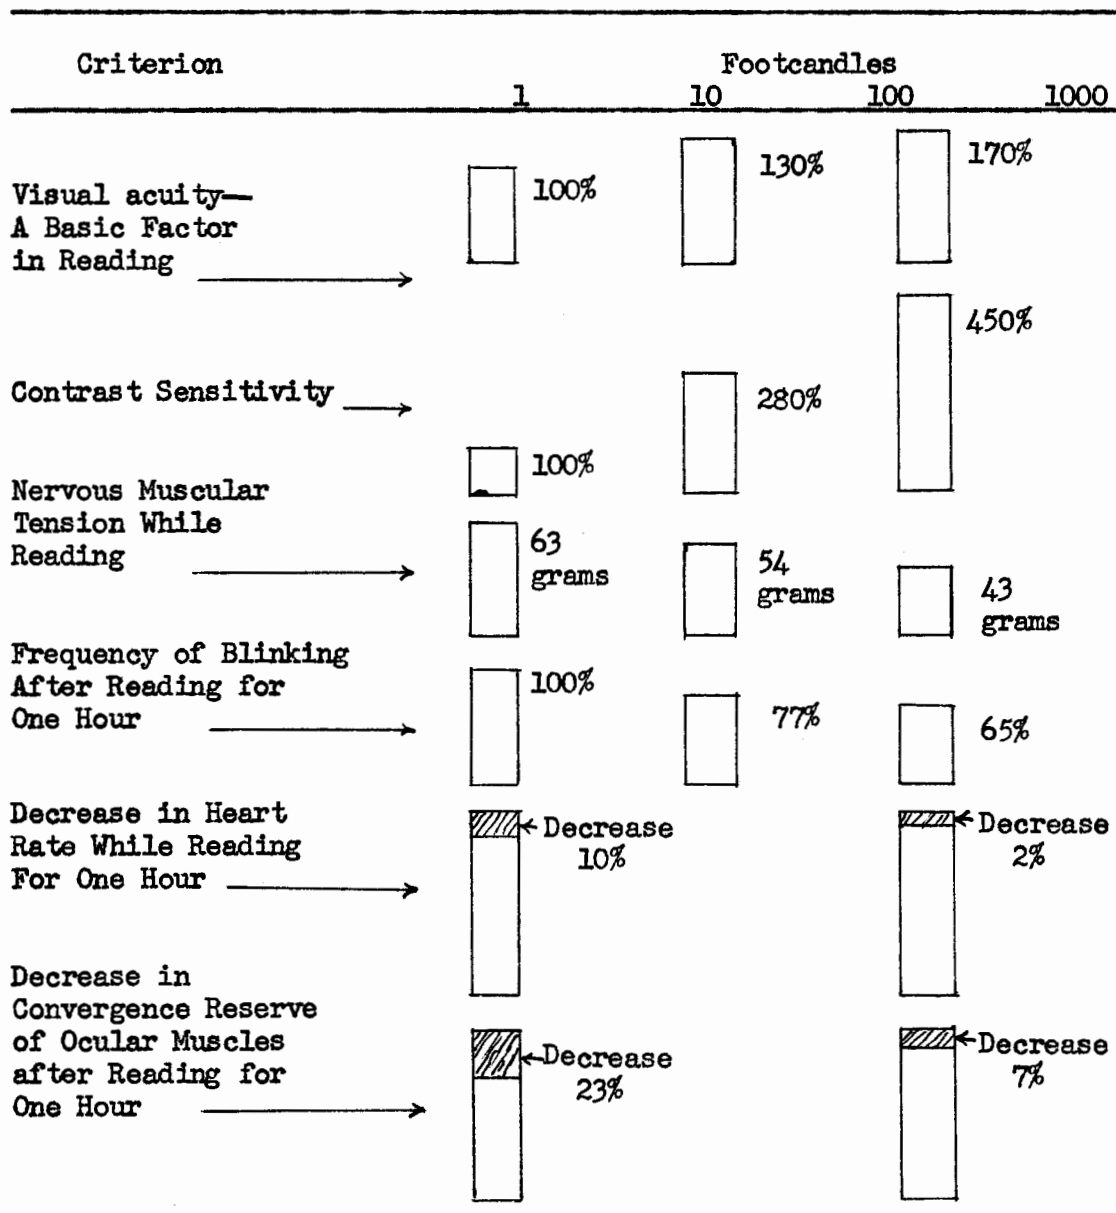 Criterion Footcandles
1 10 100 1000
Visual acuity—
A Basic Factor
in Reading
100% 130% 170%
Contrast Sensitivity
100% 280% 450%
Nervous Muscular
Tension While
Reading
63
grams
54
grams
43
grams
Frequency of Blinking
After Reading for
One Hour
100% 77% 65%
Decrease in Heart
Rate While Reading
For One Hour
Decrease
10%
Decrease
2%
Decrease in
Convergence Reserve
of Ocular Muscles
after Reading for
One Hour
Decrease
23%
Decrease
7%